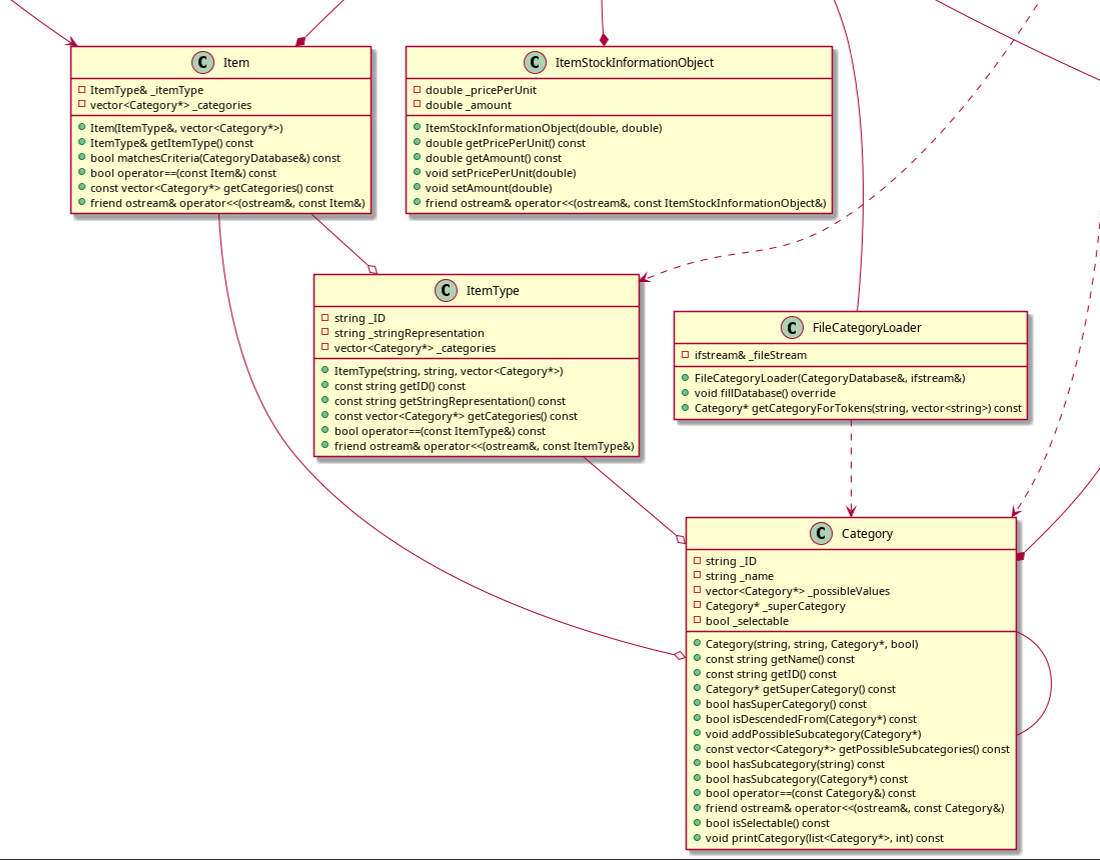 C Item
ItemType& _itemType
vector<Category*> _categories
Item(ItemType&, vector<Category*>)
ItemType& getItemType() const
bool matchesCriteria(CategoryDatabase&) const
bool operator==(const Item&) const
const vector<Category*> getCategories() const
friend ostream& operator<<(ostream&, const Item&)
C ItemStockInformationObject
double _pricePerUnit
double _amount
ItemStockInformationObject(double, double)
double getPricePerUnit() const
double getAmount() const
void setPricePerUnit(double)
void setAmount(double)
friend ostream& operator<<(ostream&, const ItemStockInformationObject&)
C ItemType
string _ID
string _stringRepresentation
vector<Category*> _categories
ItemType(string, string, vector<Category*>)
const string getID() const
const string getStringRepresentation() const
const vector<Category*> getCategories() const
bool operator==(const ItemType&) const
friend ostream& operator<<(ostream&, const ItemType&)
C FileCategoryLoader
ifstream& _fileStream
FileCategoryLoader(CategoryDatabase&, ifstream&)
void fillDatabase() override
Category* getCategoryForTokens(string, vector<string>) const
C Category
string _ID
string _name
vector<Category*> _possibleValues
Category* _superCategory
bool _selectable
Category(string, string, Category*, bool)
const string getName() const
const string getID() const
Category* getSuperCategory() const
bool hasSuperCategory() const
bool isDescendedFrom(Category*) const
void addPossibleSubcategory(Category*)
const vector<Category*> getPossibleSubcategories() const
bool hasSubcategory(string) const
bool hasSubcategory(Category*) const
bool operator==(const Category&) const
friend ostream& operator<<(ostream&, const Category&)
bool isSelectable() const
void printCategory(list<Category*>, int) const